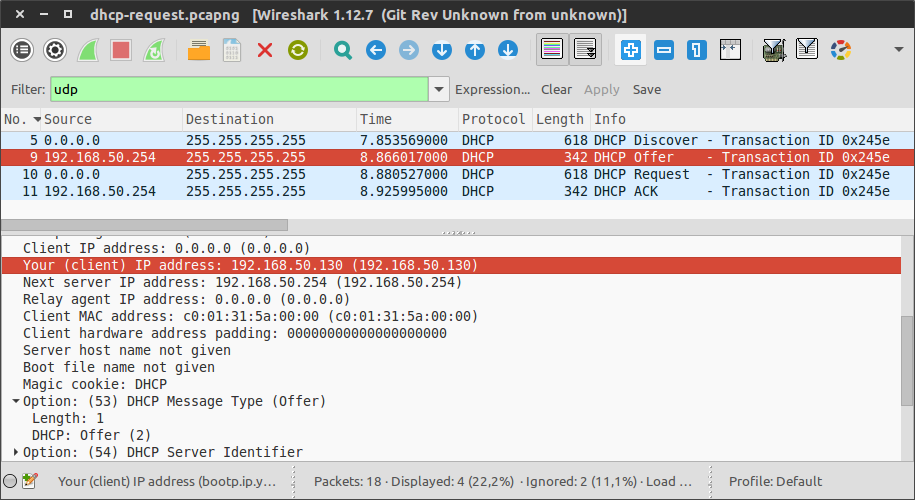 dhcp-request.pcapng [Wireshark 1.12.7 (Git Rev Unknown from unknown)]
Filter: udp Expression... Clear Apply Save
No. Source Destination Time Protocol Length Info
5 0.0.0.0 255.255.255.255 7.853569000 DHCP 618 DHCP Discover - Transaction ID 0x245e
9 192.168.50.254 255.255.255.255 8.866017000 DHCP 342 DHCP Offer - Transaction ID 0x245e
10 0.0.0.0 255.255.255.255 8.880527000 DHCP 618 DHCP Request - Transaction ID 0x245e
11 192.168.50.254 255.255.255.255 8.925995000 DHCP 342 DHCP ACK - Transaction ID 0x245e
Client IP address: 0.0.0.0 (0.0.0.0)
Your (client) IP address: 192.168.50.130 (192.168.50.130)
Next server IP address: 192.168.50.254 (192.168.50.254)
Relay agent IP address: 0.0.0.0 (0.0.0.0)
Client MAC address: c0:01:31:5a:00:00 (c0:01:31:5a:00:00)
Client hardware address padding: 00000000000000000000
Server host name not given
Boot file name not given
Magic cookie: DHCP
Option: (53) DHCP Message Type (Offer)
Length: 1
DHCP: Offer (2)
Option: (54) DHCP Server Identifier
Your (client) IP address (bootp.ip.y... Packets: 18 · Displayed: 4 (22,2%) · Ignored: 2 (11,1%) · Load ... Profile: Default